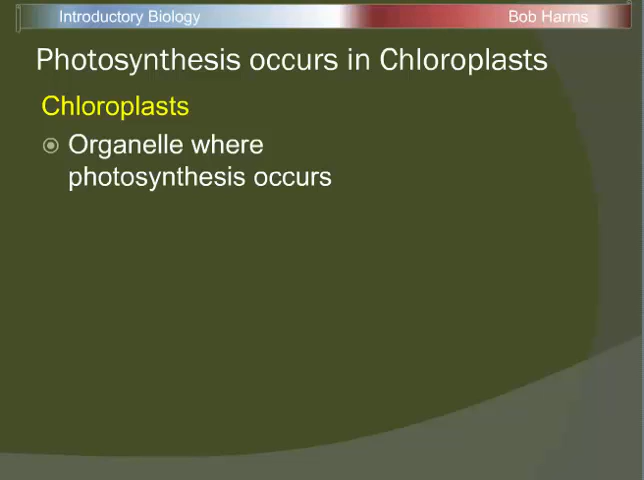 Introductory Biology
Bob Harms
Photosynthesis occurs in Chloroplasts
Chloroplasts
Organelle where
photosynthesis occurs